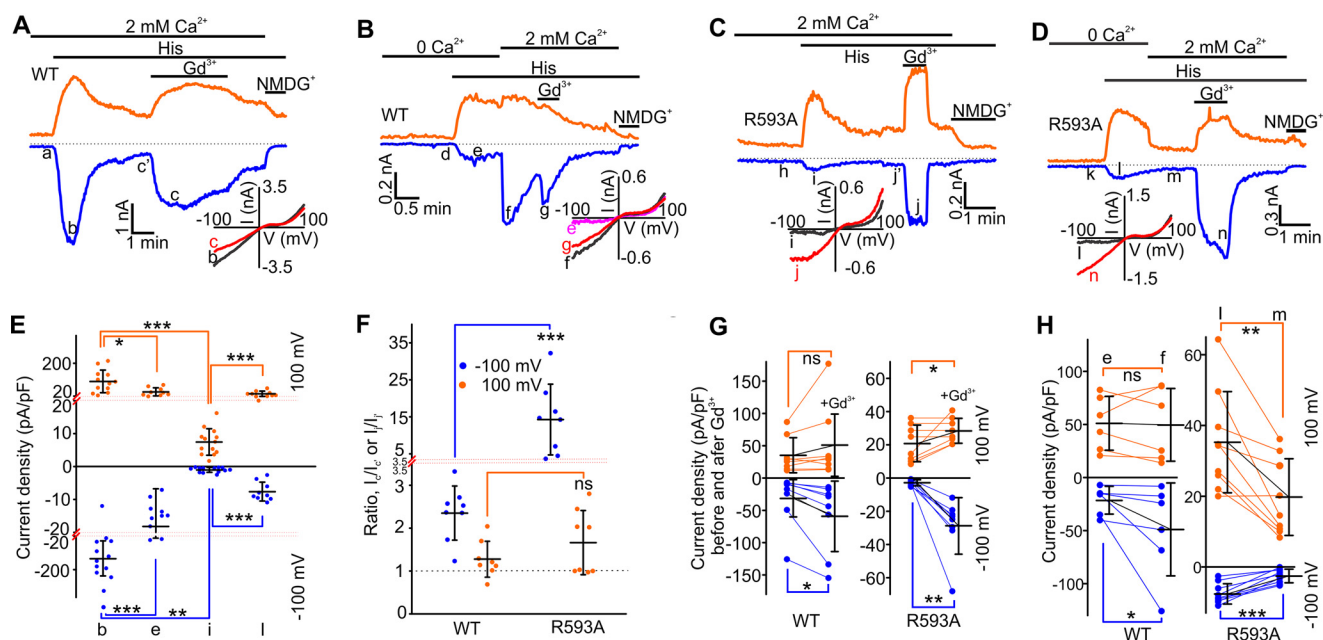 A
2 mM Ca²⁺
His
Gd³⁺
NMDG⁺
WT
a
b
c'
c
1 nA
1 min
I (nA)
3.5
-100
100
V (mV)
c
b
-3.5
B
0 Ca²⁺
2 mM Ca²⁺
His
Gd³⁺
NMDG⁺
WT
d
e
f
g
0.2 nA
0.5 min
I (nA)
0.6
-100
100
V (mV)
e
g
f
-0.6
C
2 mM Ca²⁺
His
Gd³⁺
NMDG⁺
R593A
h
i
j'
j
0.2 nA
1 min
I (nA)
0.6
-100
100
V (mV)
i
j
-0.6
D
0 Ca²⁺
2 mM Ca²⁺
His
Gd³⁺
NMDG⁺
R593A
k
l
m
n
0.3 nA
1 min
I (nA)
1.5
-100
100
V (mV)
l
n
-1.5
E
Current density (pA/pF)
200
20
20
10
0
-10
-20
-20
-200
***
*
***
***
***
**
100 mV
-100 mV
b e i l
F
Ratio, I꜀/I꜀' or Iⱼ/Iⱼ'
35
25
15
5
3.5
3.5
3
2
1
0
***
-100 mV
100 mV
ns
WT R593A
G
Current density (pA/pF)
before and afer Gd³⁺
150
100
50
0
-50
-100
-150
ns
+Gd³⁺
*
WT
60
40
20
0
-20
-40
-60
*
+Gd³⁺
**
R593A
100 mV
-100 mV
H
Current density (pA/pF)
100
50
0
-50
-100
e f
ns
*
WT
60
40
20
0
-10
l m
**
***
R593A
100 mV
-100 mV